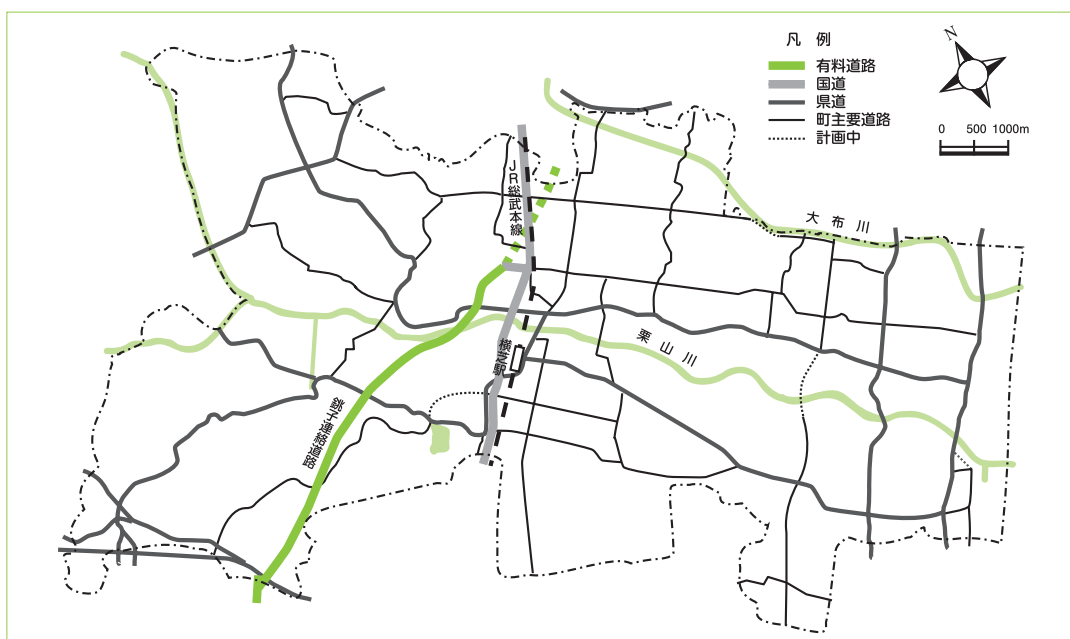 凡 例
有料道路
国道
県道
町主要道路
計画中
N
0 500 1000m
JR総武本線
大布川
栗山川
横芝駅
銚子連絡道路